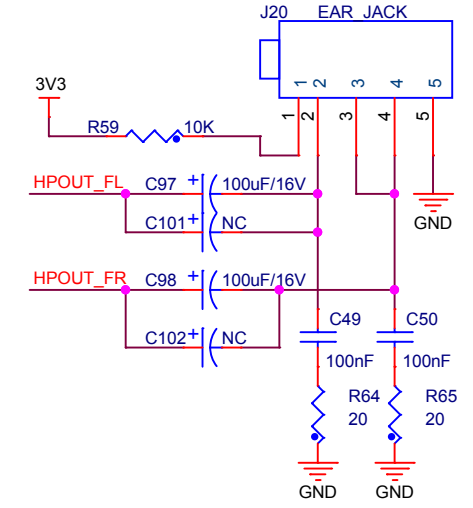 J20 EAR JACK
1 2 3 4 5
1 2 3 4 5
3V3
R59 10K
HPOUT_FL C97 + 100uF/16V
C101 + NC
GND
HPOUT_FR C98 + 100uF/16V
C102 + NC
C49 C50
100nF 100nF
R64 R65
20 20
GND GND